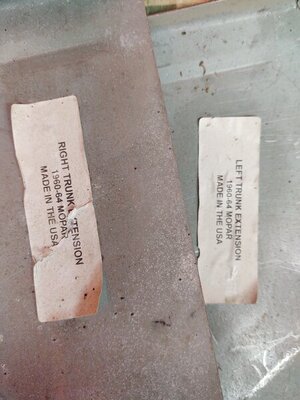 RIGHT TRUNK EXTENSION
1960-64 MOPAR
MADE IN THE USA
LEFT TRUNK EXTENSION
1960-64 MOPAR
MADE IN THE USA